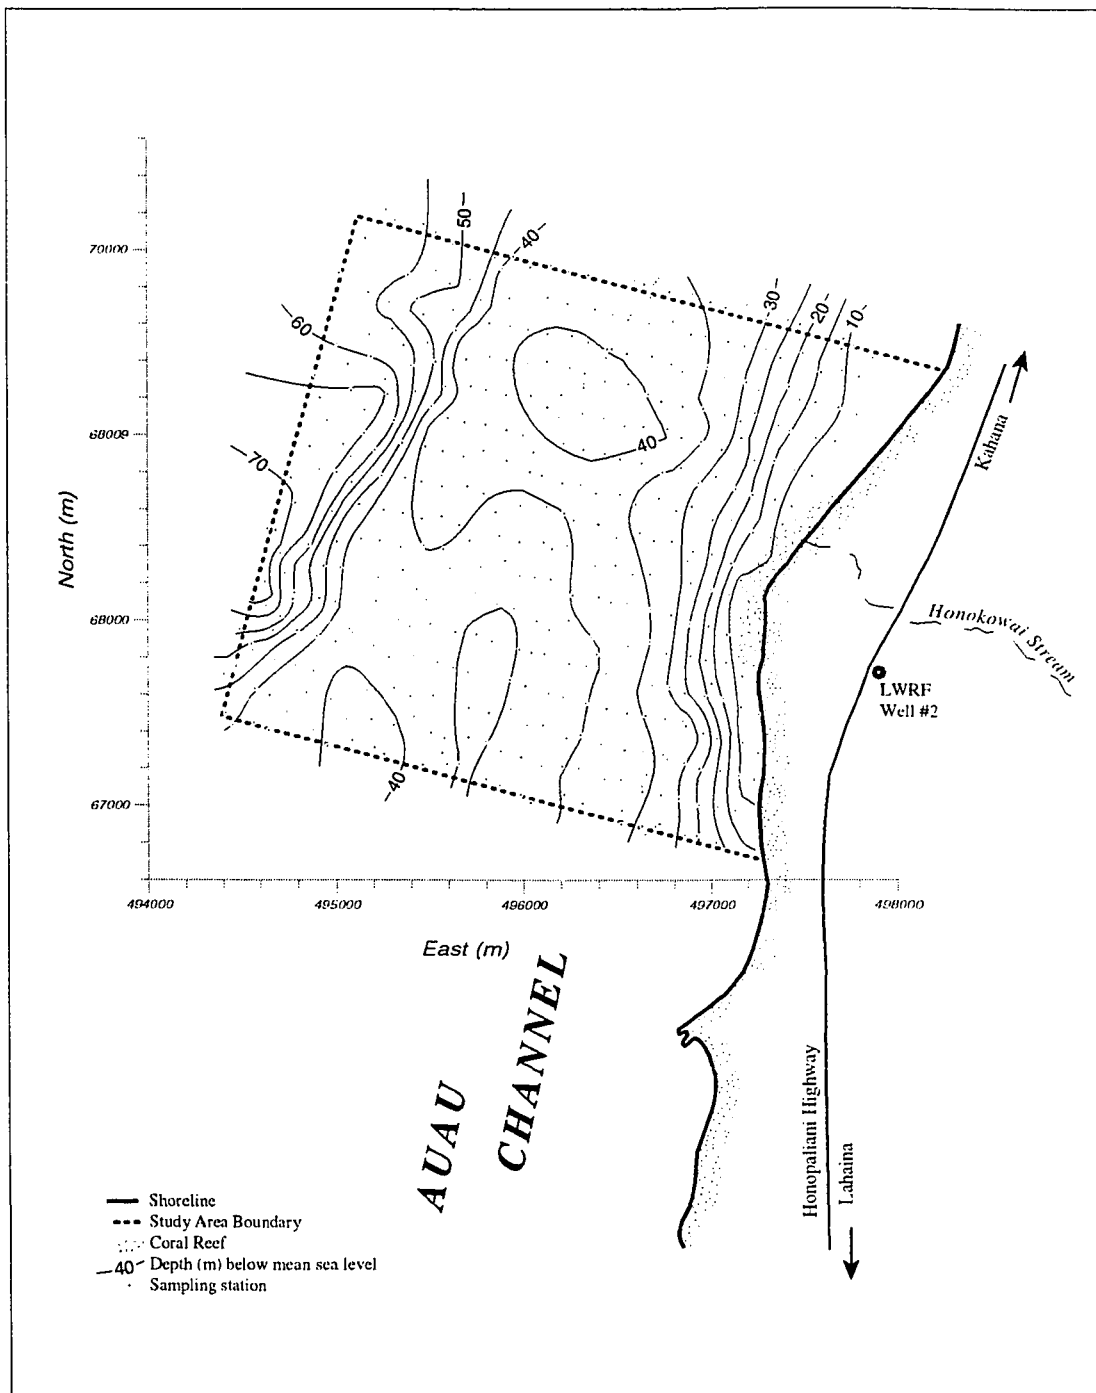 50
40
70000
30
20
10
60
40
68009
Kahana
70
North (m)
68000
Honokowai Stream
LWRF
Well #2
40
67000
494000
495000
496000
497000
498000
East (m)
AUAU
CHANNEL
Honopaliani Highway
Lahaina
Shoreline
Study Area Boundary
Coral Reef
40 Depth (m) below mean sea level
Sampling station